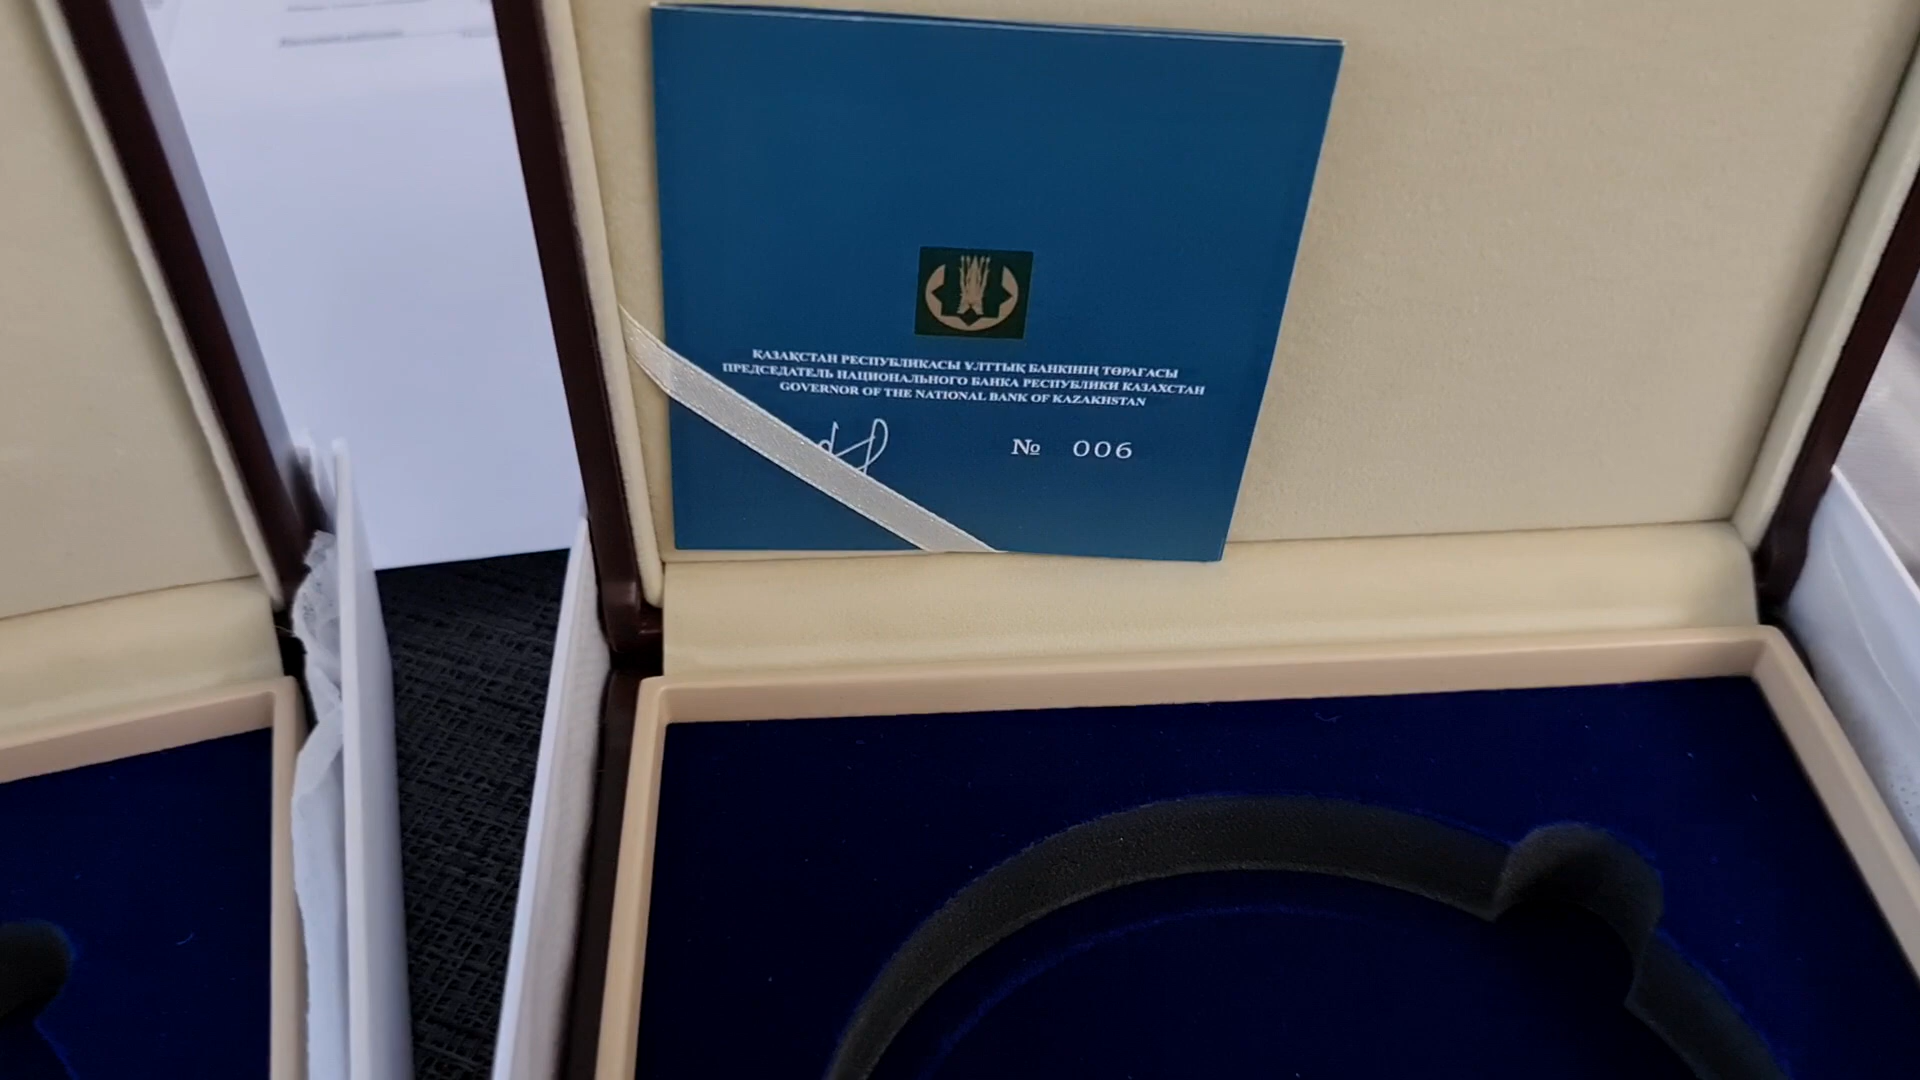 ҚАЗАҚСТАН РЕСПУБЛИКАСЫ ҰЛТТЫҚ БАНКІНІҢ ТӨРАҒАСЫ
ПРЕДСЕДАТЕЛЬ НАЦИОНАЛЬНОГО БАНКА РЕСПУБЛИКИ КАЗАХСТАН
GOVERNOR OF THE NATIONAL BANK OF KAZAKHSTAN
№ 006